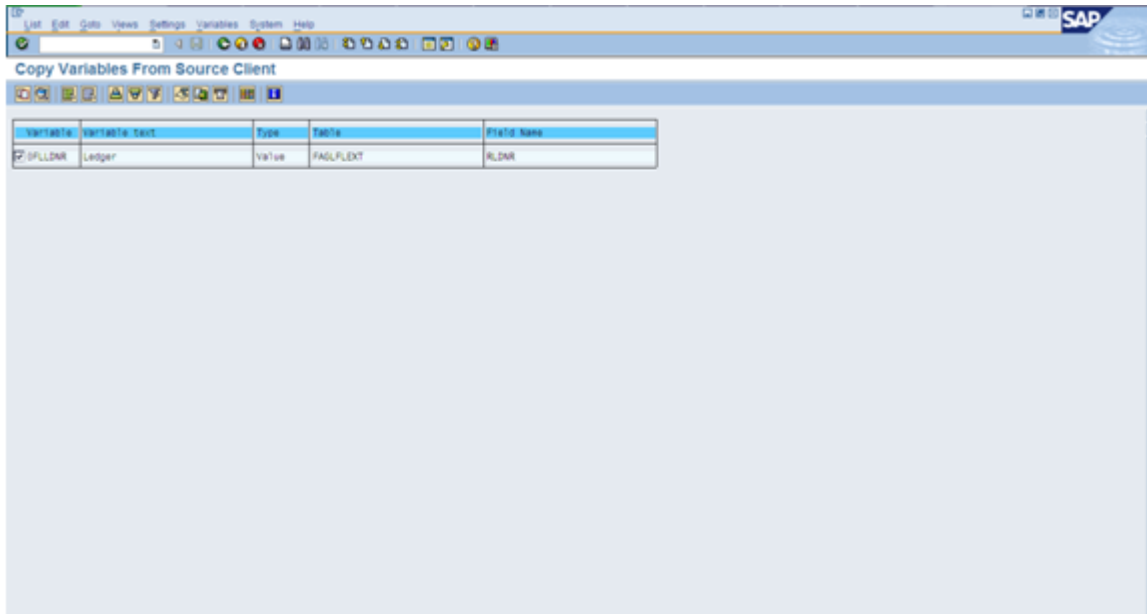 List Edit Goto Views Settings Variables System Help
SAP
Copy Variables From Source Client
Variable Variable text Type Table Field Name
Ledger Value FAGLFLEXT RLDNR